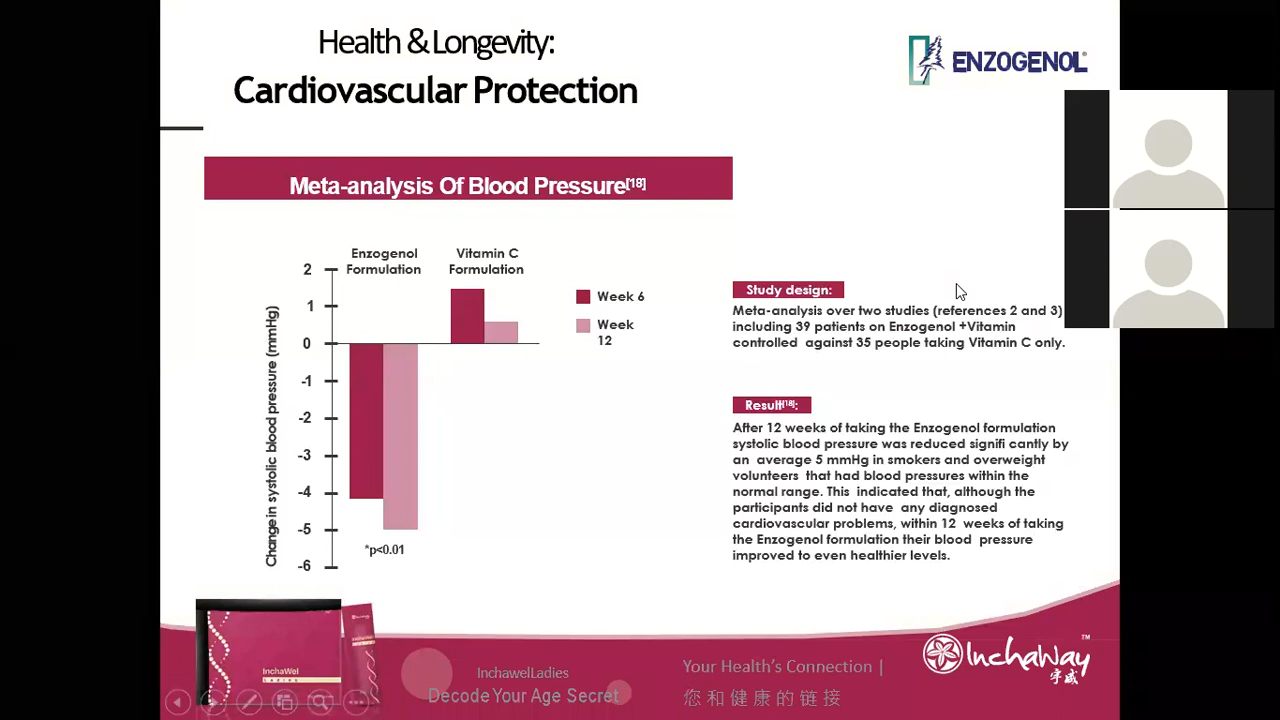 Health & Longevity:
Cardiovascular Protection
ENZOGENOL®
Meta-analysis Of Blood Pressure[18]
Enzogenol Formulation
Vitamin C Formulation
Change in systolic blood pressure (mmHg)
2
1
0
-1
-2
-3
-4
-5
-6
*p<0.01
Week 6
Week
12
Study design:
Meta-analysis over two studies (references 2 and 3)
including 39 patients on Enzogenol +Vitamin
controlled against 35 people taking Vitamin C only.
Result[18]:
After 12 weeks of taking the Enzogenol formulation
systolic blood pressure was reduced signifi cantly by
an average 5 mmHg in smokers and overweight
volunteers that had blood pressures within the
normal range. This indicated that, although the
participants did not have any diagnosed
cardiovascular problems, within 12 weeks of taking
the Enzogenol formulation their blood pressure
improved to even healthier levels.
InchaWel
LADIES
InchawelLadies
Decode Your Age Secret
Your Health's Connection |
您和健康的链接
InchaWay™
宇威